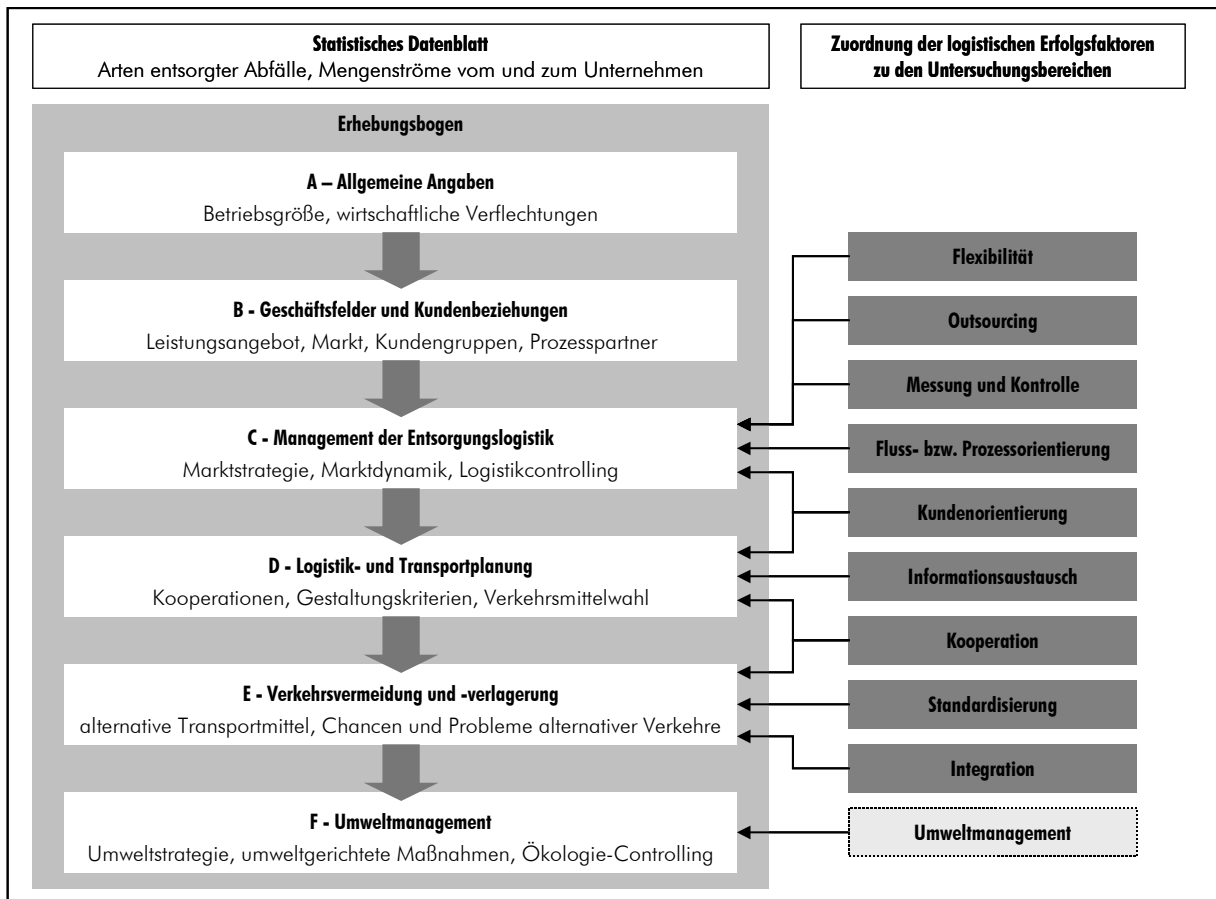 Statistisches Datenblatt
Arten entsorgter Abfälle, Mengenströme vom und zum Unternehmen
Zuordnung der logistischen Erfolgsfaktoren
zu den Untersuchungsbereichen
Erhebungsbogen
A – Allgemeine Angaben
Betriebsgröße, wirtschaftliche Verflechtungen
B - Geschäftsfelder und Kundenbeziehungen
Leistungsangebot, Markt, Kundengruppen, Prozesspartner
C - Management der Entsorgungslogistik
Marktstrategie, Marktdynamik, Logistikcontrolling
D - Logistik- und Transportplanung
Kooperationen, Gestaltungskriterien, Verkehrsmittelwahl
E - Verkehrsvermeidung und -verlagerung
alternative Transportmittel, Chancen und Probleme alternativer Verkehre
F - Umweltmanagement
Umweltstrategie, umweltgerichtete Maßnahmen, Ökologie-Controlling
Flexibilität
Outsourcing
Messung und Kontrolle
Fluss- bzw. Prozessorientierung
Kundenorientierung
Informationsaustausch
Kooperation
Standardisierung
Integration
Umweltmanagement